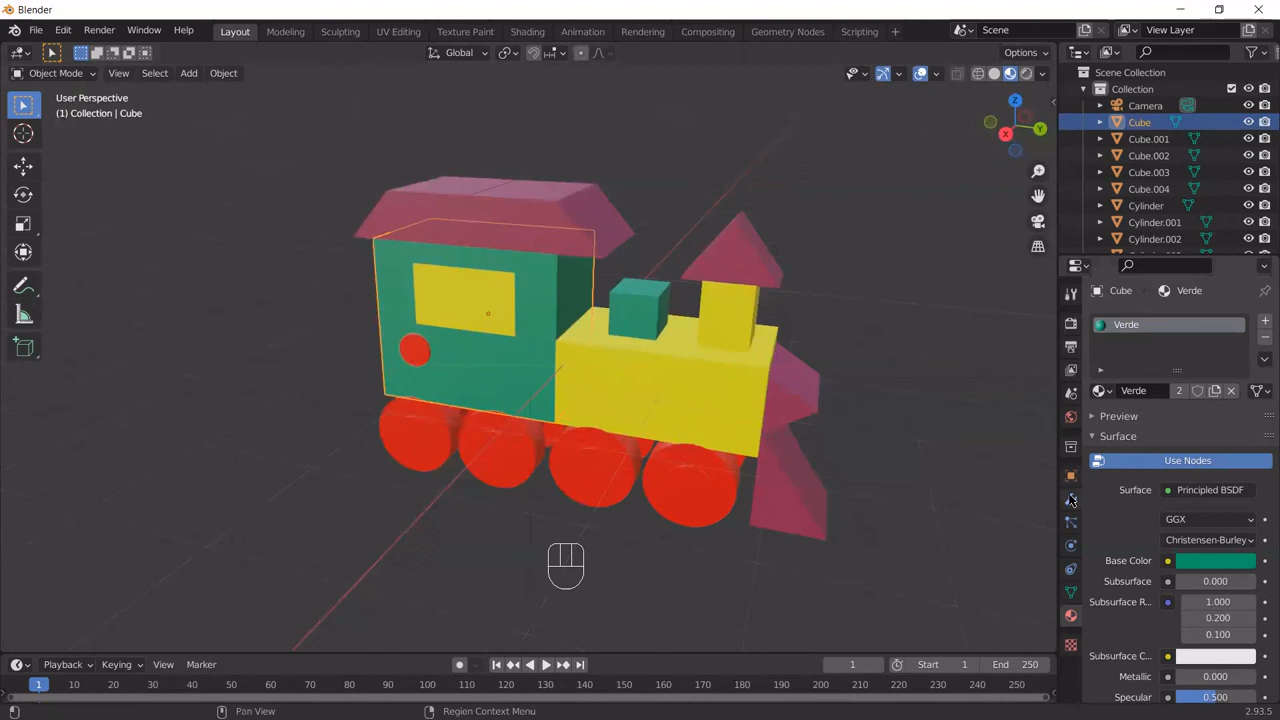 Blender
File Edit Render Window Help Layout Modeling Sculpting UV Editing Texture Paint Shading Animation Rendering Compositing Geometry Nodes Scripting + Scene View Layer
Global Options
Object Mode View Select Add Object
User Perspective
(1) Collection | Cube
Z
Y
X
Scene Collection
Collection
Camera
Cube
Cube.001
Cube.002
Cube.003
Cube.004
Cylinder
Cylinder.001
Cylinder.002
Cube Verde
Verde
Verde 2
Preview
Surface
Use Nodes
Surface Principled BSDF
GGX
Christensen-Burley
Base Color
Subsurface 0.000
Subsurface R... 1.000
0.200
0.100
Subsurface C...
Metallic 0.000
Specular 0.500
Playback Keying View Marker 1 Start 1 End 250
1 10 20 30 40 50 60 70 80 90 100 110 120 130 140 150 160 170 180 190 200 210 220 230 240 250
Select Pan View Region Context Menu 2.93.5